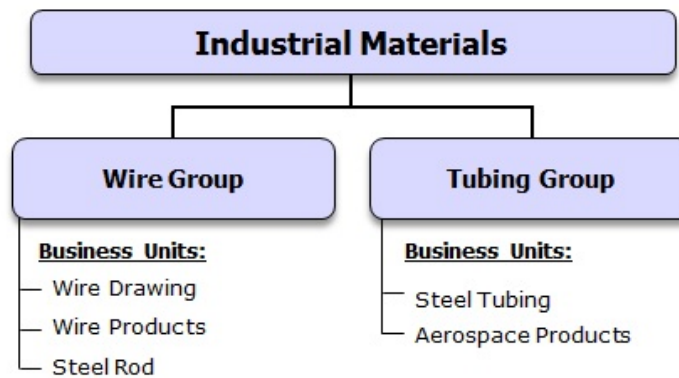 Industrial Materials
Wire Group
Business Units:
Wire Drawing
Wire Products
Steel Rod
Tubing Group
Business Units:
Steel Tubing
Aerospace Products